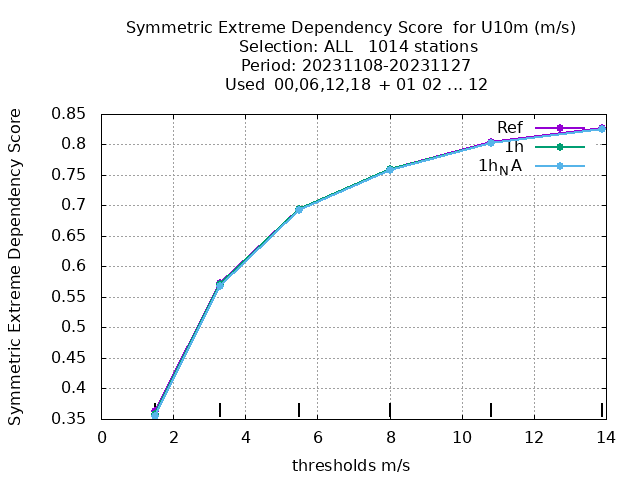 Symmetric Extreme Dependency Score for U10m (m/s)
Selection: ALL 1014 stations
Period: 20231108-20231127
Used 00,06,12,18 + 01 02 ... 12
Symmetric Extreme Dependency Score
0.85
0.8
0.75
0.7
0.65
0.6
0.55
0.5
0.45
0.4
0.35
Ref
1h
1hNA
0 2 4 6 8 10 12 14
thresholds m/s